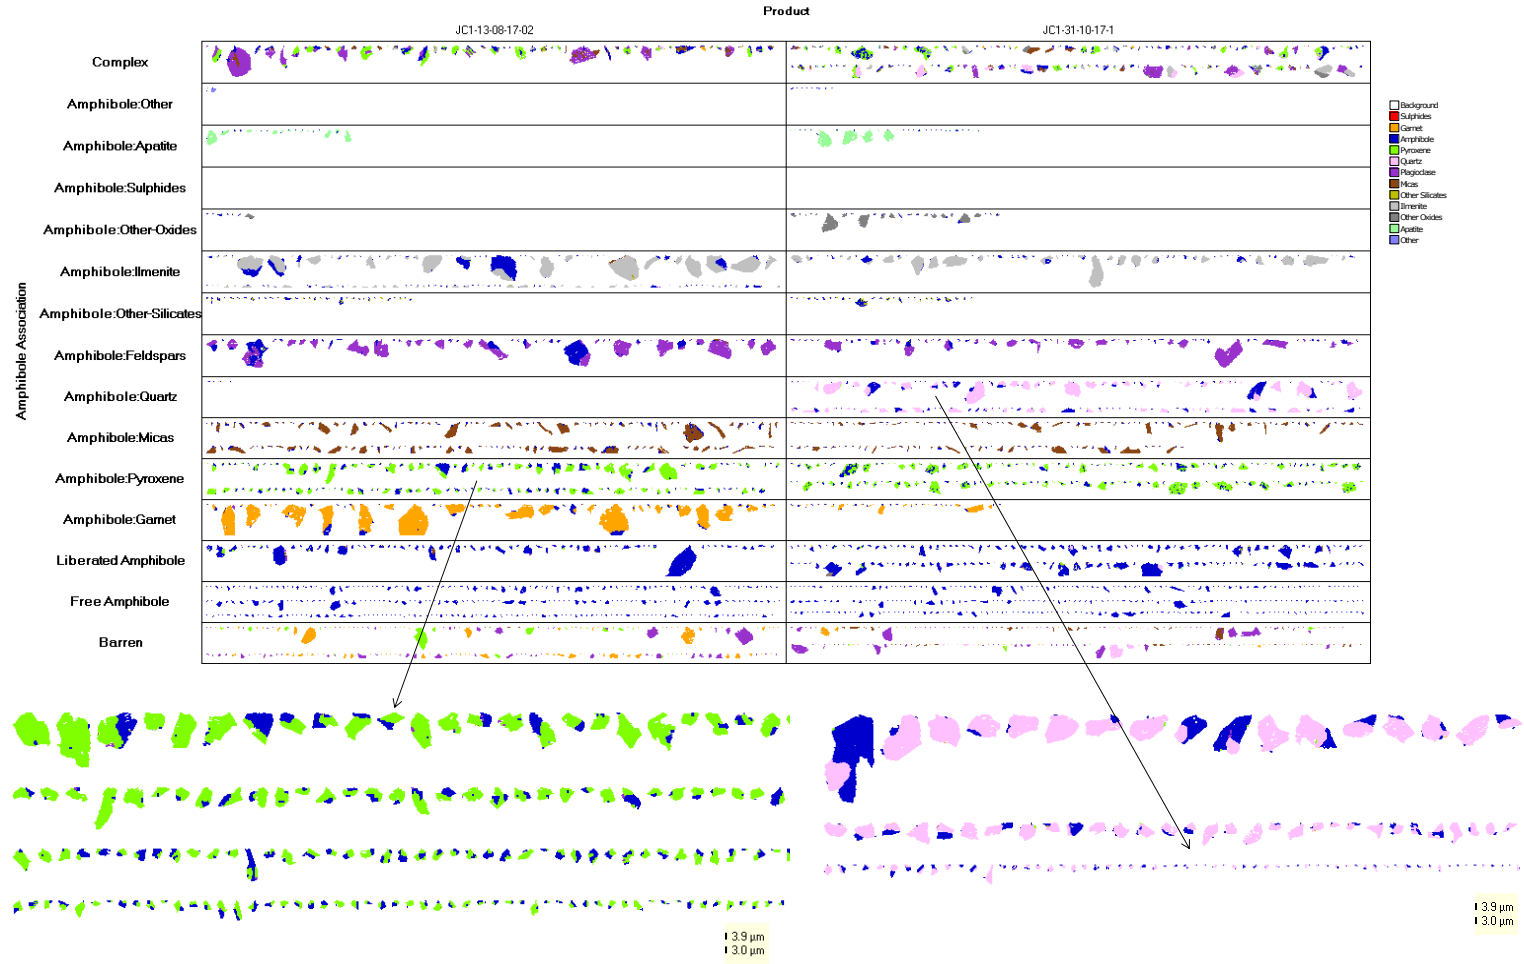 Product
JC1-13-08-17-02
JC1-31-10-17-1
Amphibole Association
Complex
Amphibole:Other
Amphibole:Apatite
Amphibole:Sulphides
Amphibole:Other-Oxides
Amphibole:Ilmenite
Amphibole:Other-Silicates
Amphibole:Feldspars
Amphibole:Quartz
Amphibole:Micas
Amphibole:Pyroxene
Amphibole:Garnet
Liberated Amphibole
Free Amphibole
Barren
Background
Sulphides
Garnet
Amphibole
Pyroxene
Quartz
Plagioclase
Micas
Other Silicates
Ilmenite
Other Oxides
Apatite
Other
3.9 µm
3.0 µm
3.9 µm
3.0 µm